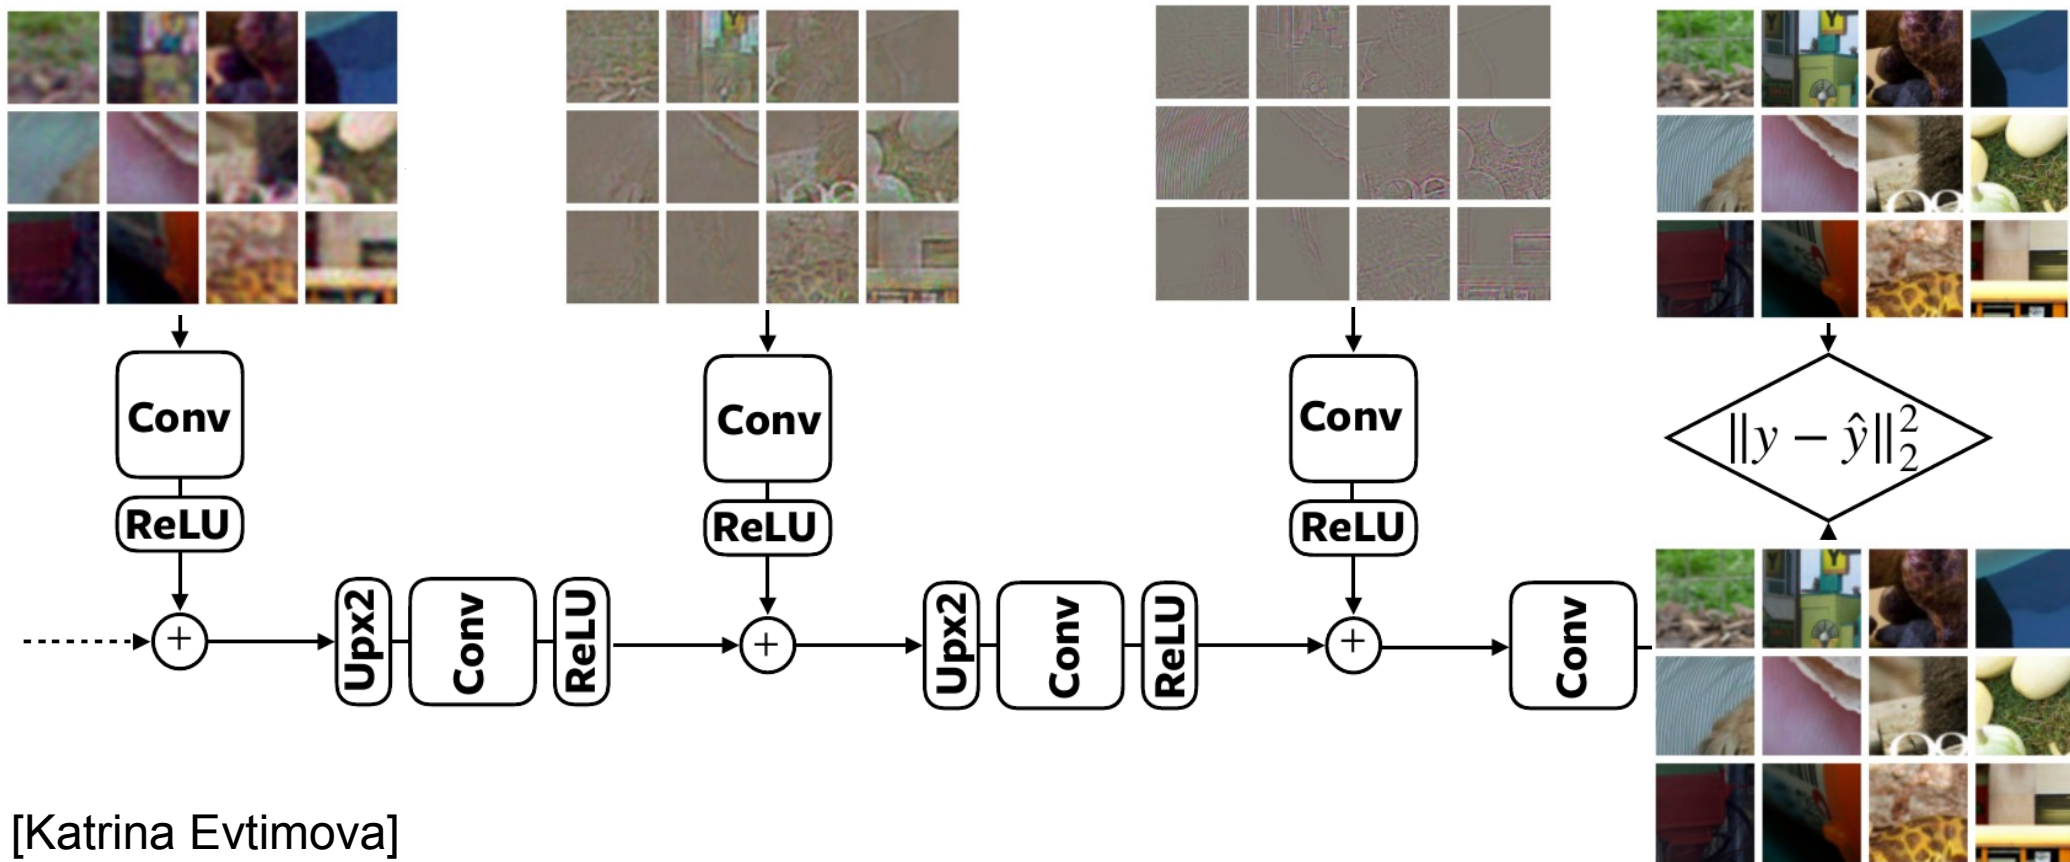 Conv
Conv
Conv
‖y − ŷ‖₂²
ReLU
ReLU
ReLU
+
Upx2
Conv
ReLU
+
Upx2
Conv
ReLU
+
Conv
[Katrina Evtimova]
Y
Y